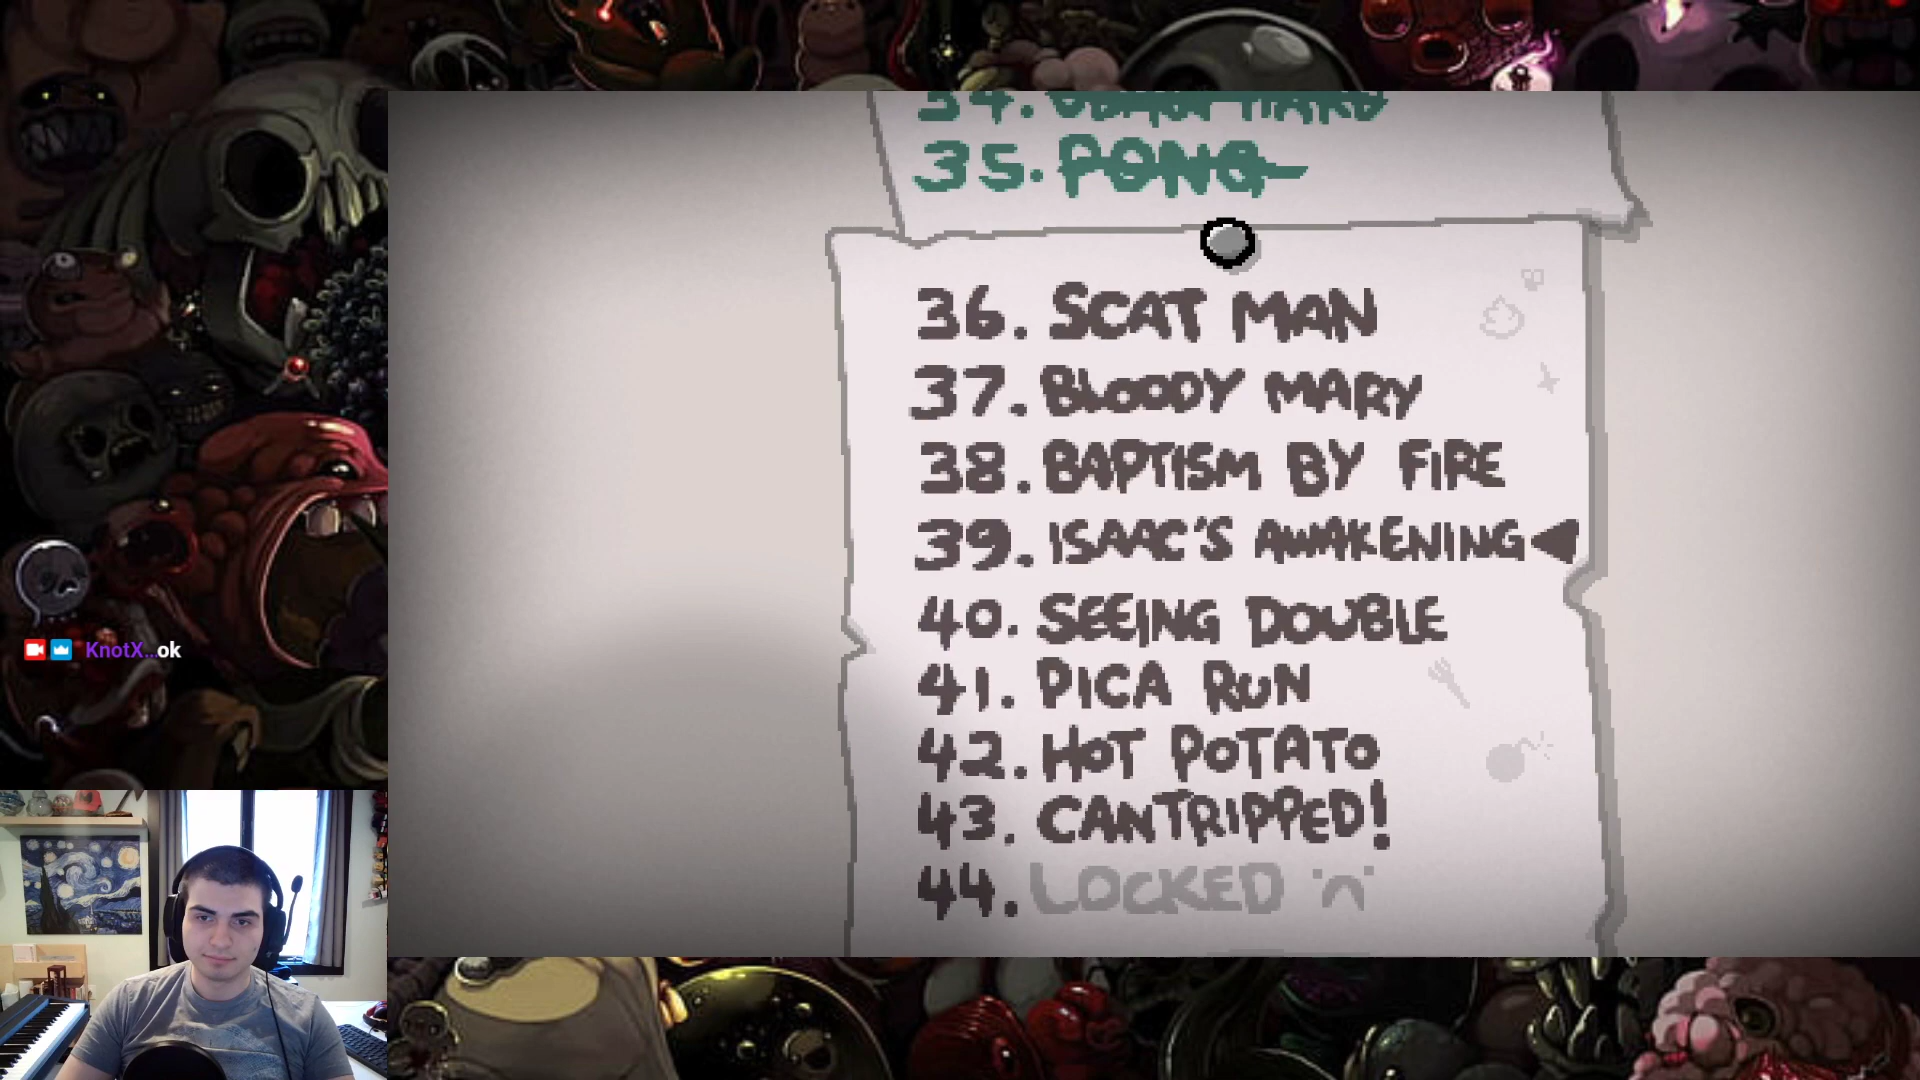 35. PONG
36. SCAT MAN
37. BLOODY MARY
38. BAPTISM BY FIRE
39. ISAAC'S AWAKENING
40. SEEING DOUBLE
41. PICA RUN
42. HOT POTATO
43. CANTRIPPED!
44. LOCKED
KnotX...ok